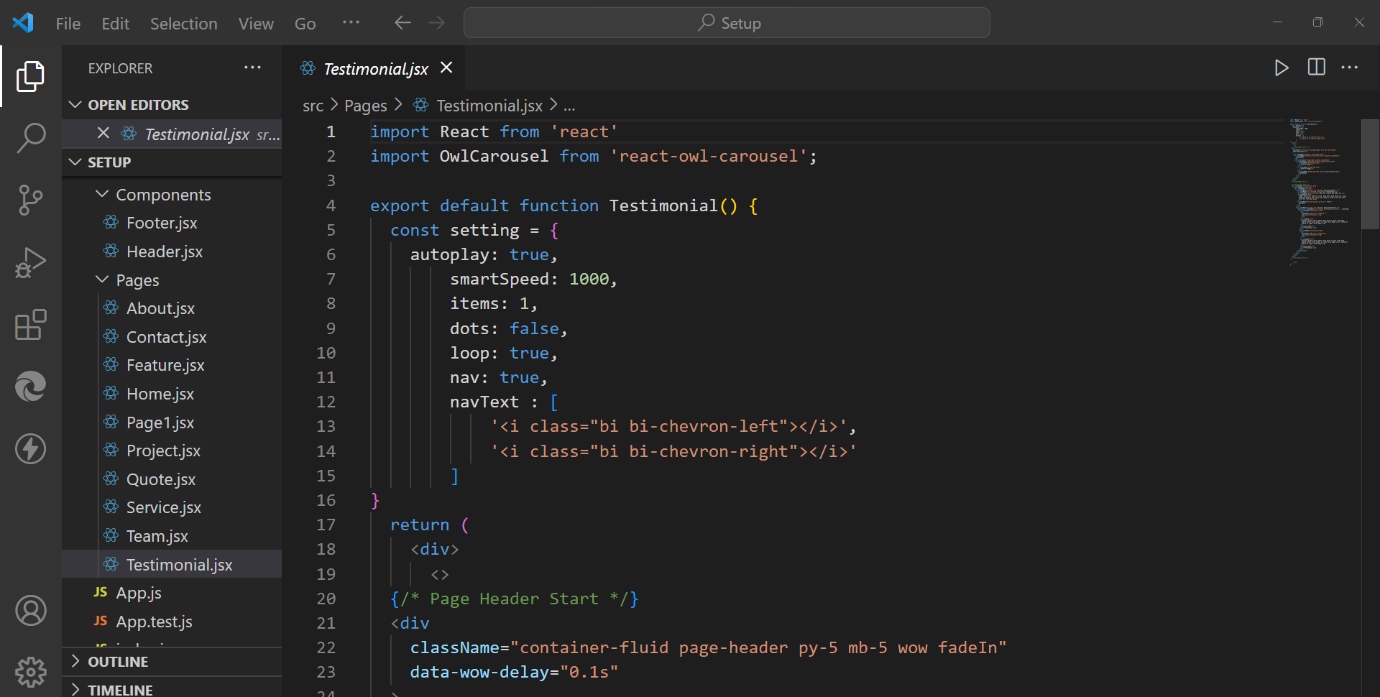 File Edit Selection View Go ··· Setup
EXPLORER ···
OPEN EDITORS
Testimonial.jsx sr...
SETUP
Components
Footer.jsx
Header.jsx
Pages
About.jsx
Contact.jsx
Feature.jsx
Home.jsx
Page1.jsx
Project.jsx
Quote.jsx
Service.jsx
Team.jsx
Testimonial.jsx
JS App.js
JS App.test.js
OUTLINE
TIMELINE
Testimonial.jsx
src > Pages > Testimonial.jsx > ...
1 import React from 'react'
2 import OwlCarousel from 'react-owl-carousel';
3
4 export default function Testimonial() {
5 const setting = {
6 autoplay: true,
7 smartSpeed: 1000,
8 items: 1,
9 dots: false,
10 loop: true,
11 nav: true,
12 navText : [
13 '<i class="bi bi-chevron-left"></i>',
14 '<i class="bi bi-chevron-right"></i>'
15 ]
16 }
17 return (
18 <div>
19 <>
20 {/* Page Header Start */}
21 <div
22 className="container-fluid page-header py-5 mb-5 wow fadeIn"
23 data-wow-delay="0.1s"
24 >